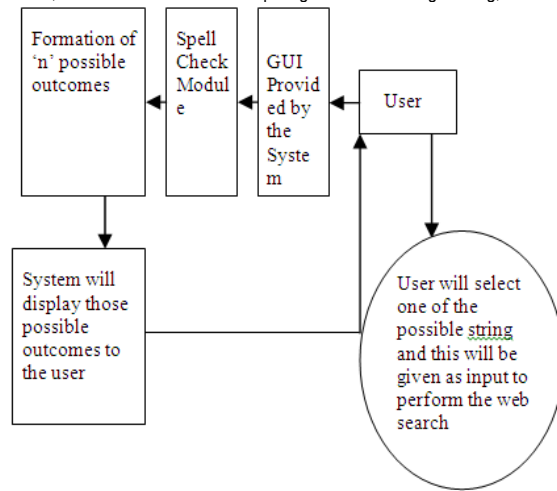 Formation of
‘n’ possible
outcomes
Spell
Check
Modul
e
GUI
Provid
ed by
the
Syste
m
User
System will
display those
possible
outcomes to
the user
User will select
one of the
possible string
and this will be
given as input to
perform the web
search